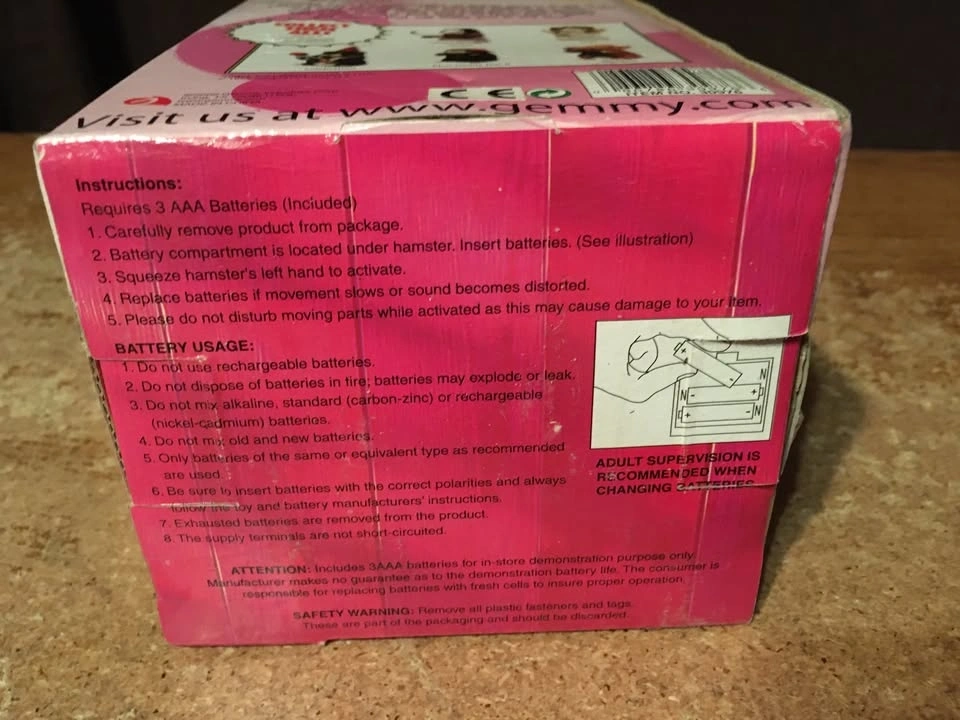 COLLECT
Visit us at www.gemmy.com
CE
Instructions:
Requires 3 AAA Batteries (Included)
1. Carefully remove product from package.
2. Battery compartment is located under hamster. Insert batteries. (See illustration)
3. Squeeze hamster's left hand to activate.
4. Replace batteries if movement slows or sound becomes distorted.
5. Please do not disturb moving parts while activated as this may cause damage to your item.
BATTERY USAGE:
1. Do not use rechargeable batteries.
2. Do not dispose of batteries in fire; batteries may explode or leak.
3. Do not mix alkaline, standard (carbon-zinc) or rechargeable
(nickel-cadmium) batteries.
4. Do not mix old and new batteries.
5. Only batteries of the same or equivalent type as recommended
are used.
6. Be sure to insert batteries with the correct polarities and always
follow the toy and battery manufacturers' instructions.
7. Exhausted batteries are removed from the product.
8. The supply terminals are not short-circuited.
+ -
N
N - +
+ - N
ADULT SUPERVISION IS
RECOMMENDED WHEN
CHANGING BATTERIES
ATTENTION: Includes 3AAA batteries for in-store demonstration purpose only.
Manufacturer makes no guarantee as to the demonstration battery life. The consumer is
responsible for replacing batteries with fresh cells to insure proper operation.
SAFETY WARNING: Remove all plastic fasteners and tags.
These are part of the packaging and should be discarded.